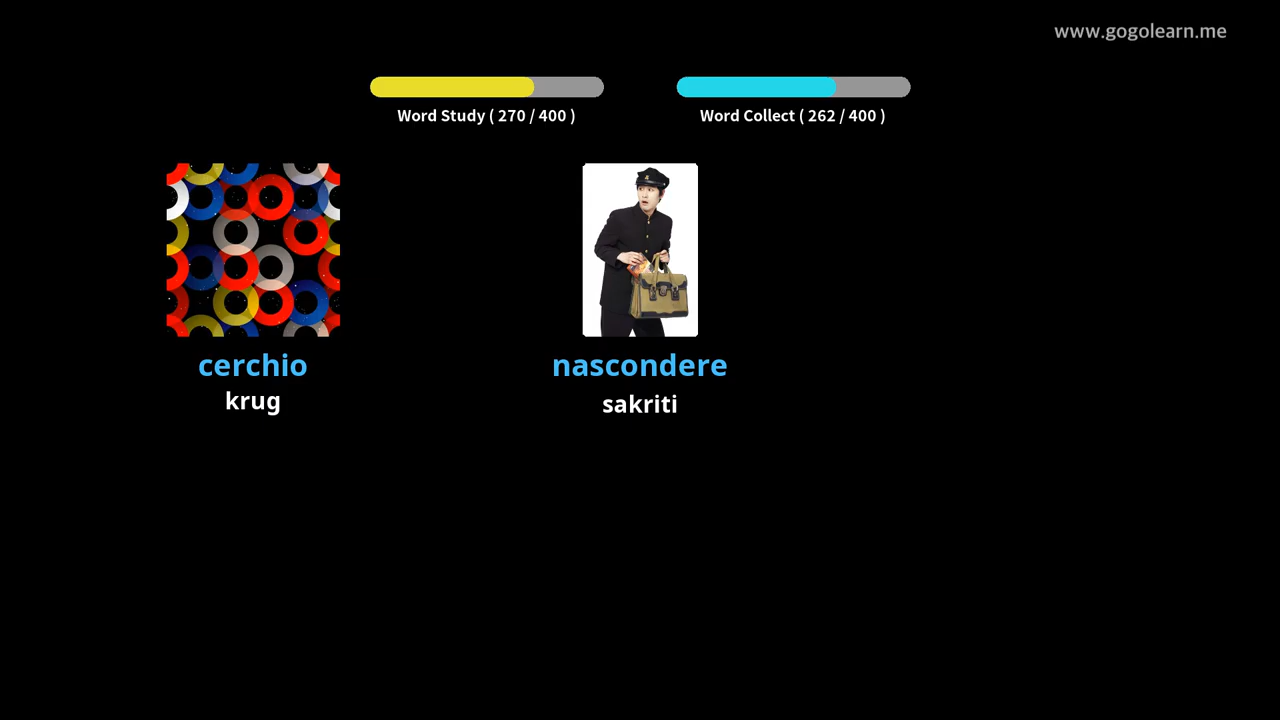 www.gogolearn.me
Word Study ( 270 / 400 )
Word Collect ( 262 / 400 )
cerchio
krug
nascondere
sakriti